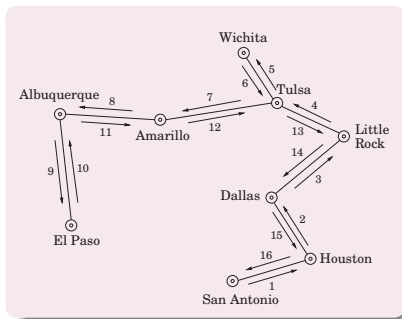 Wichita
5
6
Tulsa
Albuquerque
8
7
4
11
Amarillo
12
13
Little
Rock
14
9
10
3
Dallas
2
El Paso
15
16
Houston
1
San Antonio